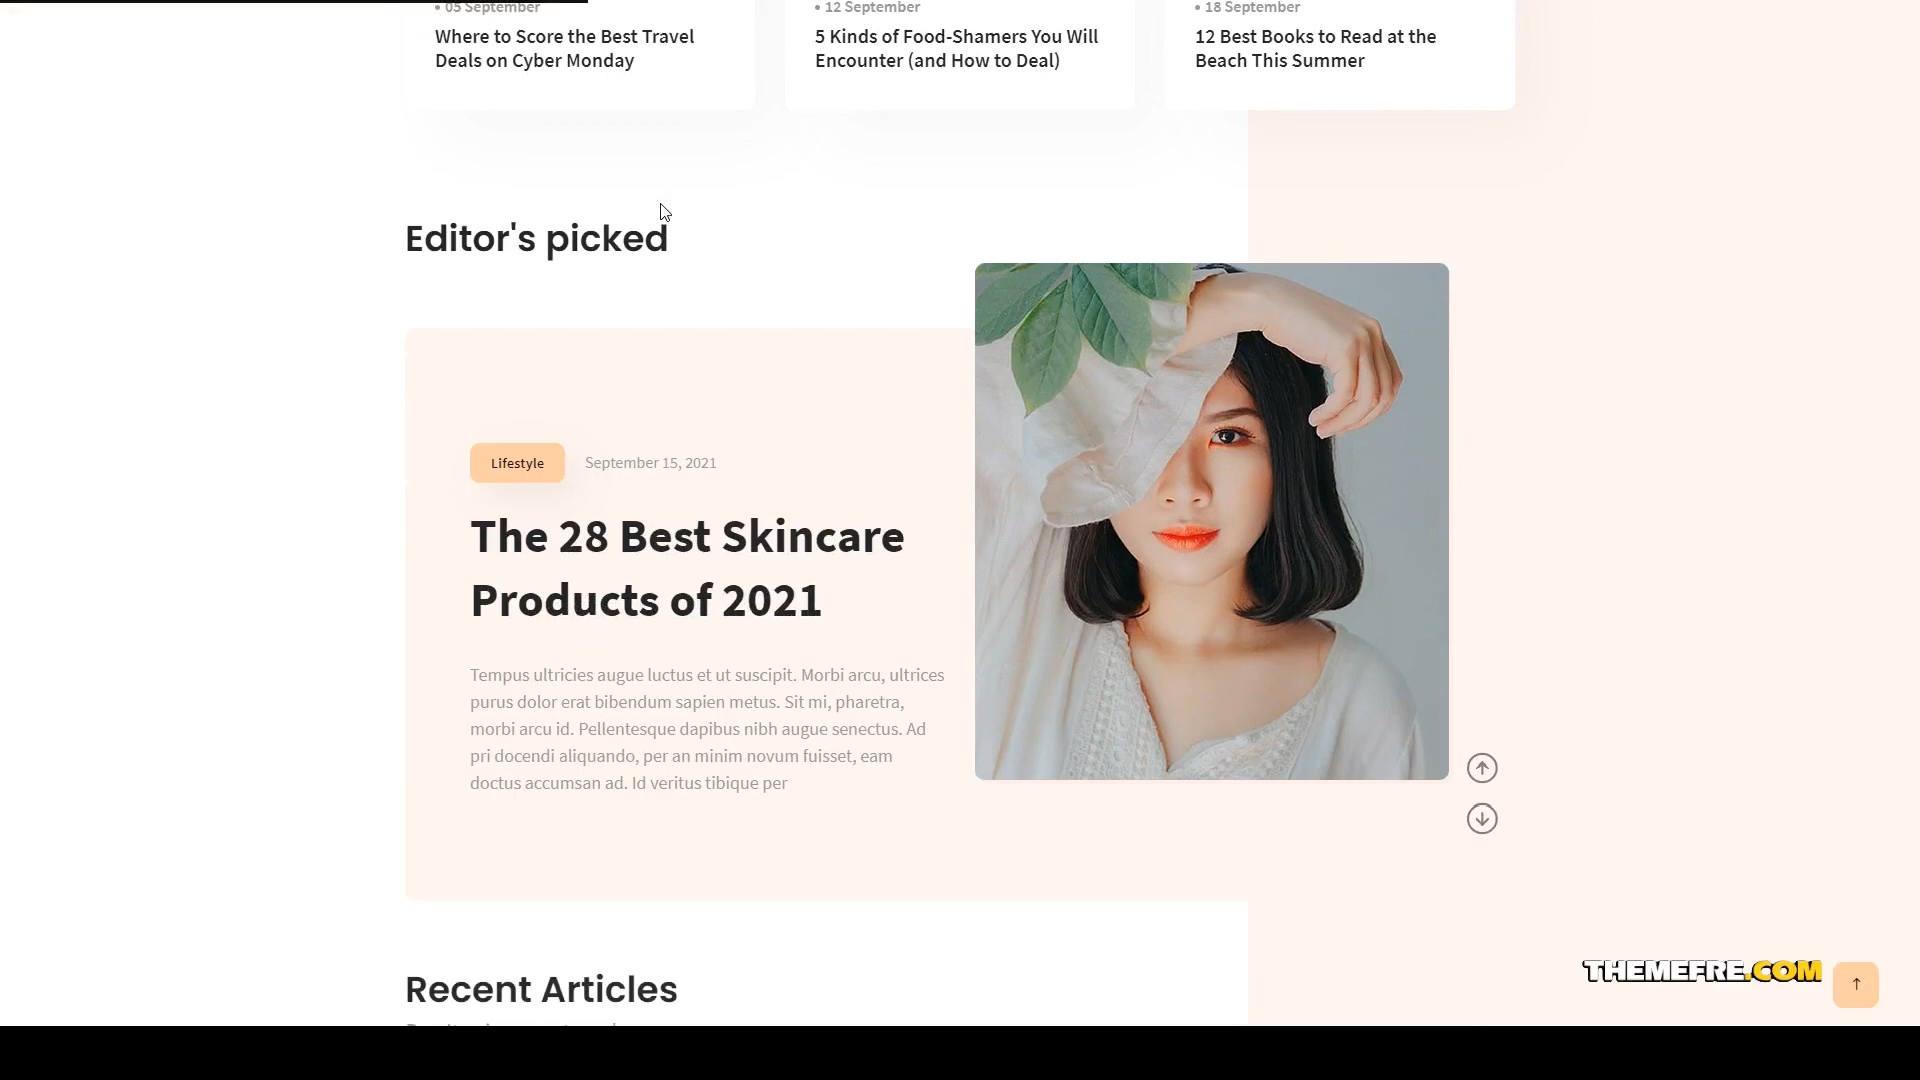 • 05 September
Where to Score the Best Travel
Deals on Cyber Monday
• 12 September
5 Kinds of Food-Shamers You Will
Encounter (and How to Deal)
• 18 September
12 Best Books to Read at the
Beach This Summer
Editor's picked
Lifestyle
September 15, 2021
The 28 Best Skincare
Products of 2021
Tempus ultricies augue luctus et ut suscipit. Morbi arcu, ultrices
purus dolor erat bibendum sapien metus. Sit mi, pharetra,
morbi arcu id. Pellentesque dapibus nibh augue senectus. Ad
pri docendi aliquando, per an minim novum fuisset, eam
doctus accumsan ad. Id veritus tibique per
Recent Articles
THEMEFRE.COM